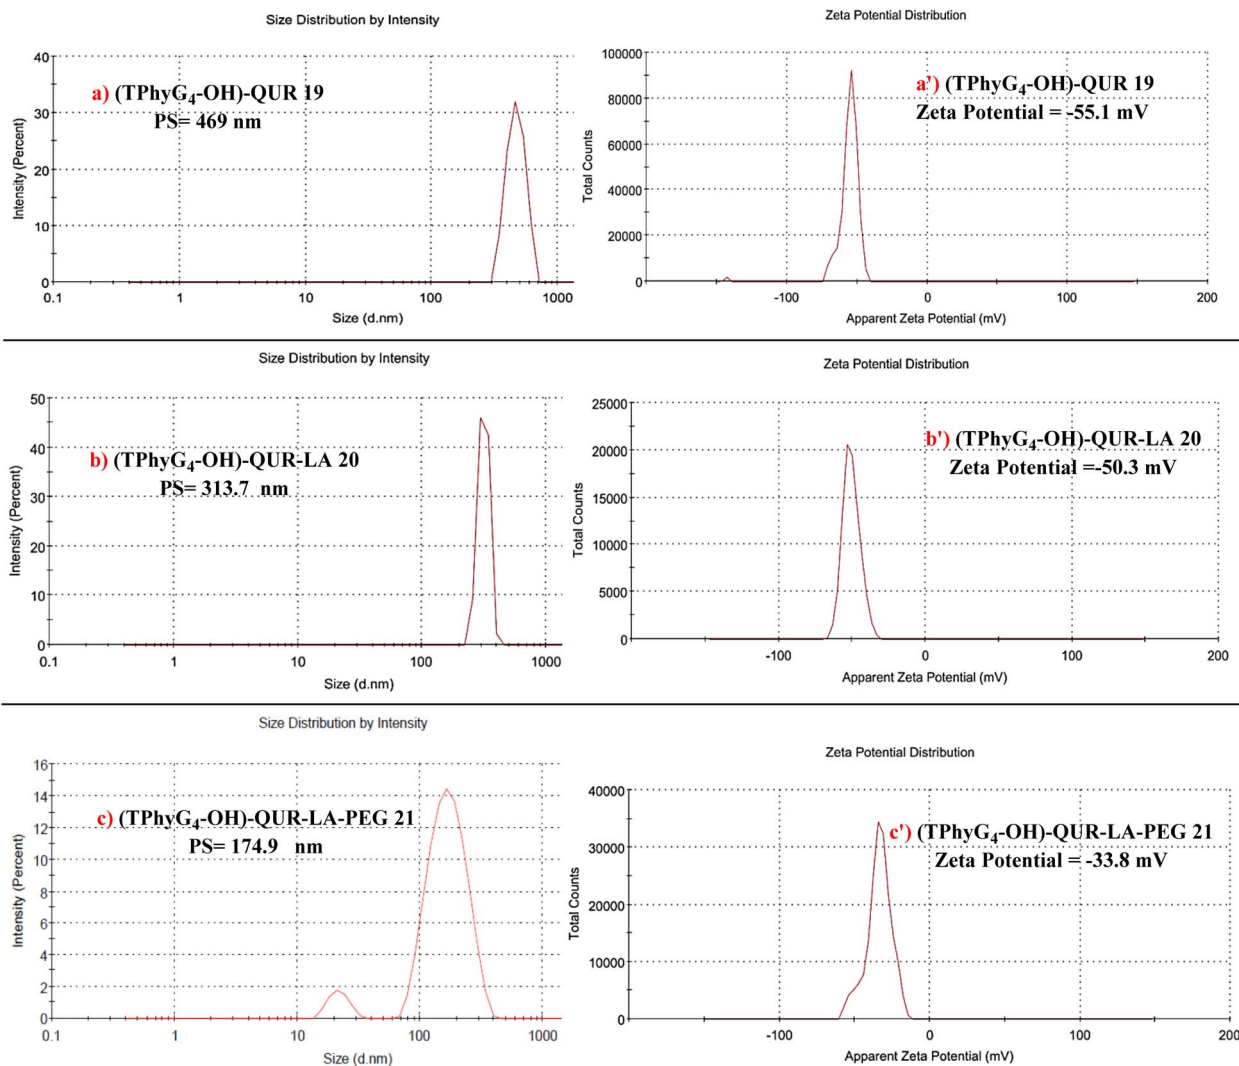 Size Distribution by Intensity
40
30
20
10
0
Intensity (Percent)
a) (TPhyG₄-OH)-QUR 19
PS= 469 nm
0.1 1 10 100 1000
Size (d.nm)
Zeta Potential Distribution
100000
80000
60000
40000
20000
0
Total Counts
a') (TPhyG₄-OH)-QUR 19
Zeta Potential = -55.1 mV
-100 0 100 200
Apparent Zeta Potential (mV)
Size Distribution by Intensity
50
40
30
20
10
0
Intensity (Percent)
b) (TPhyG₄-OH)-QUR-LA 20
PS= 313.7 nm
0.1 1 10 100 1000
Size (d.nm)
Zeta Potential Distribution
25000
20000
15000
10000
5000
0
Total Counts
b') (TPhyG₄-OH)-QUR-LA 20
Zeta Potential =-50.3 mV
-100 0 100 200
Apparent Zeta Potential (mV)
Size Distribution by Intensity
16
14
12
10
8
6
4
2
0
Intensity (Percent)
c) (TPhyG₄-OH)-QUR-LA-PEG 21
PS= 174.9 nm
0.1 1 10 100 1000
Size (d.nm)
Zeta Potential Distribution
40000
30000
20000
10000
0
Total Counts
c') (TPhyG₄-OH)-QUR-LA-PEG 21
Zeta Potential = -33.8 mV
-100 0 100 200
Apparent Zeta Potential (mV)